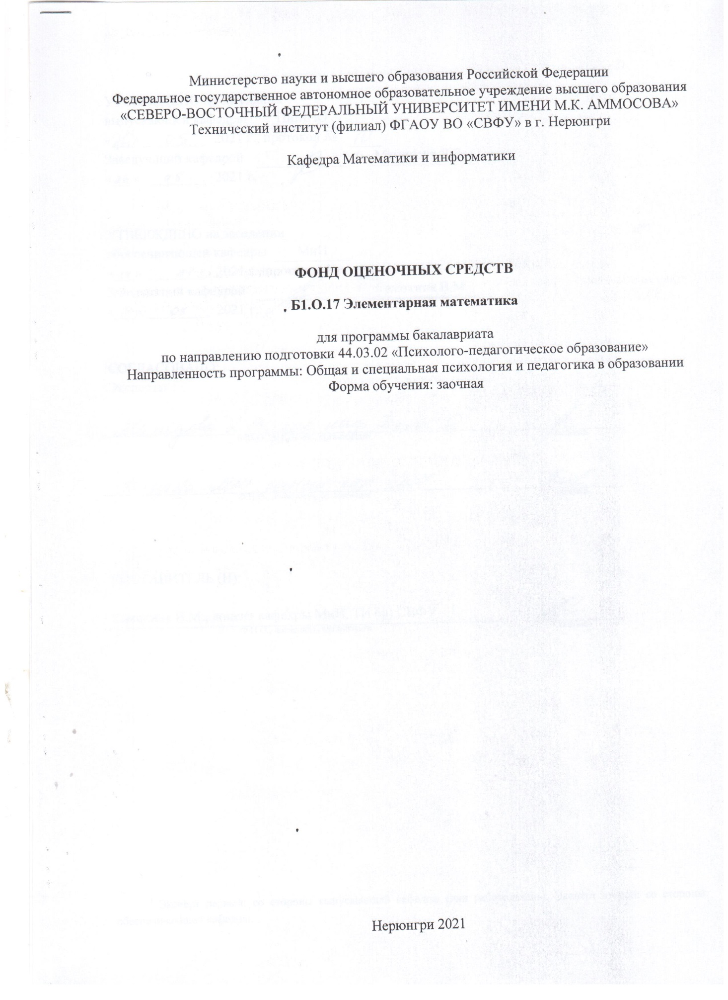 Министерство науки и высшего образования Российской Федерации
Федеральное государственное автономное образовательное учреждение высшего образования
«СЕВЕРО-ВОСТОЧНЫЙ ФЕДЕРАЛЬНЫЙ УНИВЕРСИТЕТ ИМЕНИ М.К. АММОСОВА»
Технический институт (филиал) ФГАОУ ВО «СВФУ» в г. Нерюнгри
Кафедра Математики и информатики
ФОНД ОЦЕНОЧНЫХ СРЕДСТВ
Б1.О.17 Элементарная математика
для программы бакалавриата
по направлению подготовки 44.03.02 «Психолого-педагогическое образование»
Направленность программы: Общая и специальная психология и педагогика в образовании
Форма обучения: заочная
Нерюнгри 2021